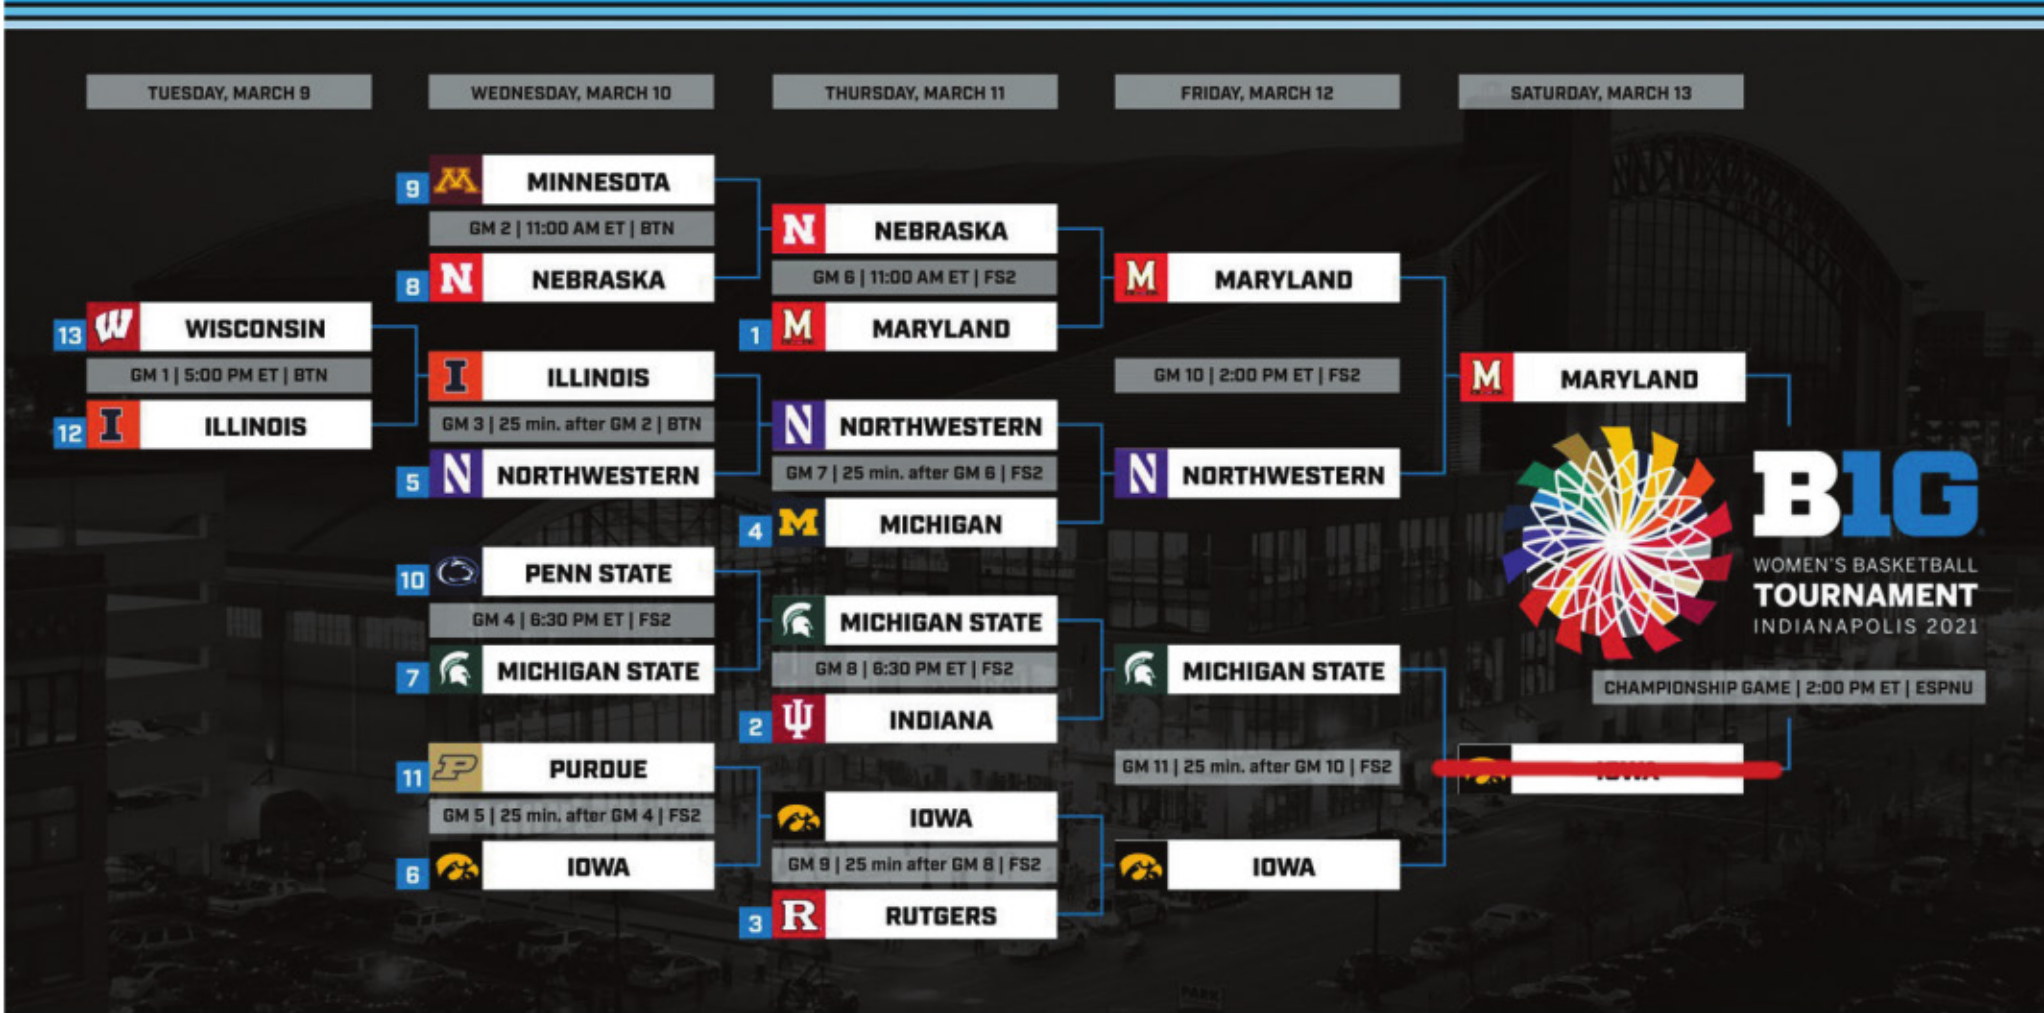 TUESDAY, MARCH 9
WEDNESDAY, MARCH 10
THURSDAY, MARCH 11
FRIDAY, MARCH 12
SATURDAY, MARCH 13
13 W WISCONSIN
GM 1 | 5:00 PM ET | BTN
12 I ILLINOIS
9 M MINNESOTA
GM 2 | 11:00 AM ET | BTN
8 N NEBRASKA
I ILLINOIS
GM 3 | 25 min. after GM 2 | BTN
5 N NORTHWESTERN
10 PENN STATE
GM 4 | 6:30 PM ET | FS2
7 MICHIGAN STATE
11 P PURDUE
GM 5 | 25 min. after GM 4 | FS2
6 IOWA
N NEBRASKA
GM 6 | 11:00 AM ET | FS2
1 M MARYLAND
N NORTHWESTERN
GM 7 | 25 min. after GM 6 | FS2
4 M MICHIGAN
MICHIGAN STATE
GM 8 | 6:30 PM ET | FS2
2 IU INDIANA
IOWA
GM 9 | 25 min after GM 8 | FS2
3 R RUTGERS
M MARYLAND
GM 10 | 2:00 PM ET | FS2
N NORTHWESTERN
MICHIGAN STATE
GM 11 | 25 min. after GM 10 | FS2
IOWA
M MARYLAND
B1G
WOMEN'S BASKETBALL
TOURNAMENT
INDIANAPOLIS 2021
CHAMPIONSHIP GAME | 2:00 PM ET | ESPNU
IOWA
PARK